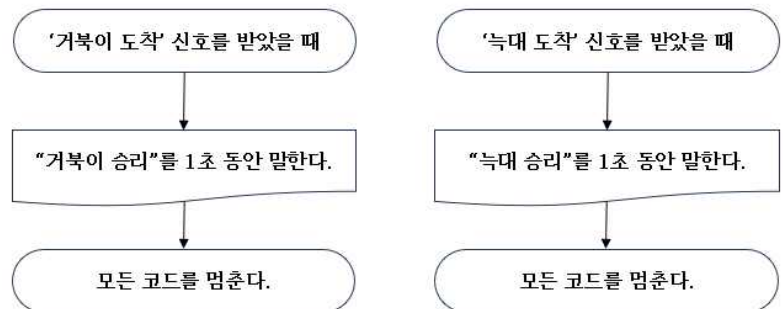 ‘거북이 도착’ 신호를 받았을 때
“거북이 승리”를 1초 동안 말한다.
모든 코드를 멈춘다.
‘늑대 도착’ 신호를 받았을 때
“늑대 승리”를 1초 동안 말한다.
모든 코드를 멈춘다.